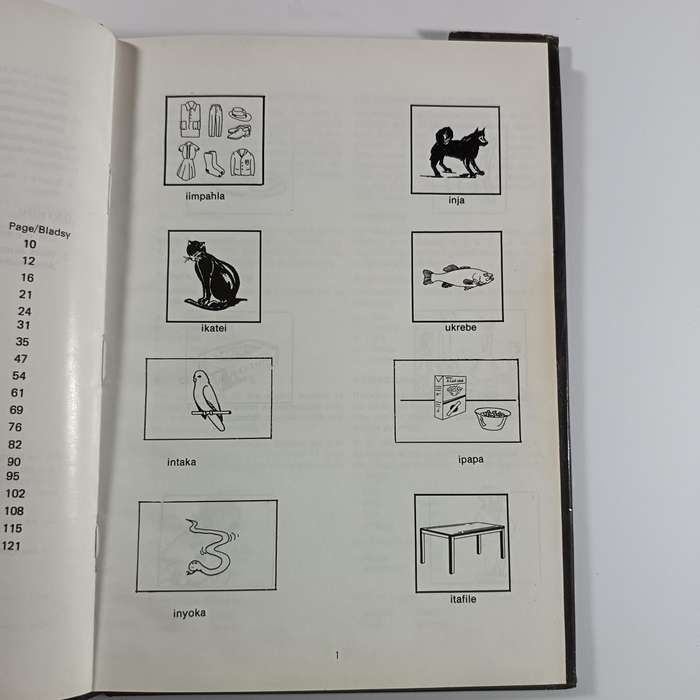 Page/Bladsy
10
12
16
21
24
31
35
47
54
61
69
76
82
90
95
102
108
115
121
iimpahla
inja
ikatei
ukrebe
intaka
ipapa
inyoka
itafile
1